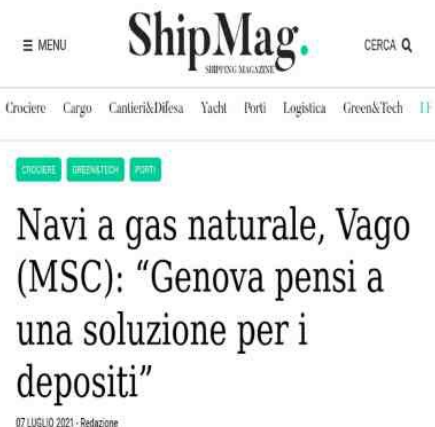 ≡ MENU
ShipMag.
SHIPPING MAGAZINE
CERCA
Crociere Cargo Cantieri&Difesa Yacht Porti Logistica Green&Tech
CROCIERE GREEN&TECH PORTI
Navi a gas naturale, Vago
(MSC): “Genova pensi a
una soluzione per i
depositi”
07 LUGLIO 2021 - Redazione